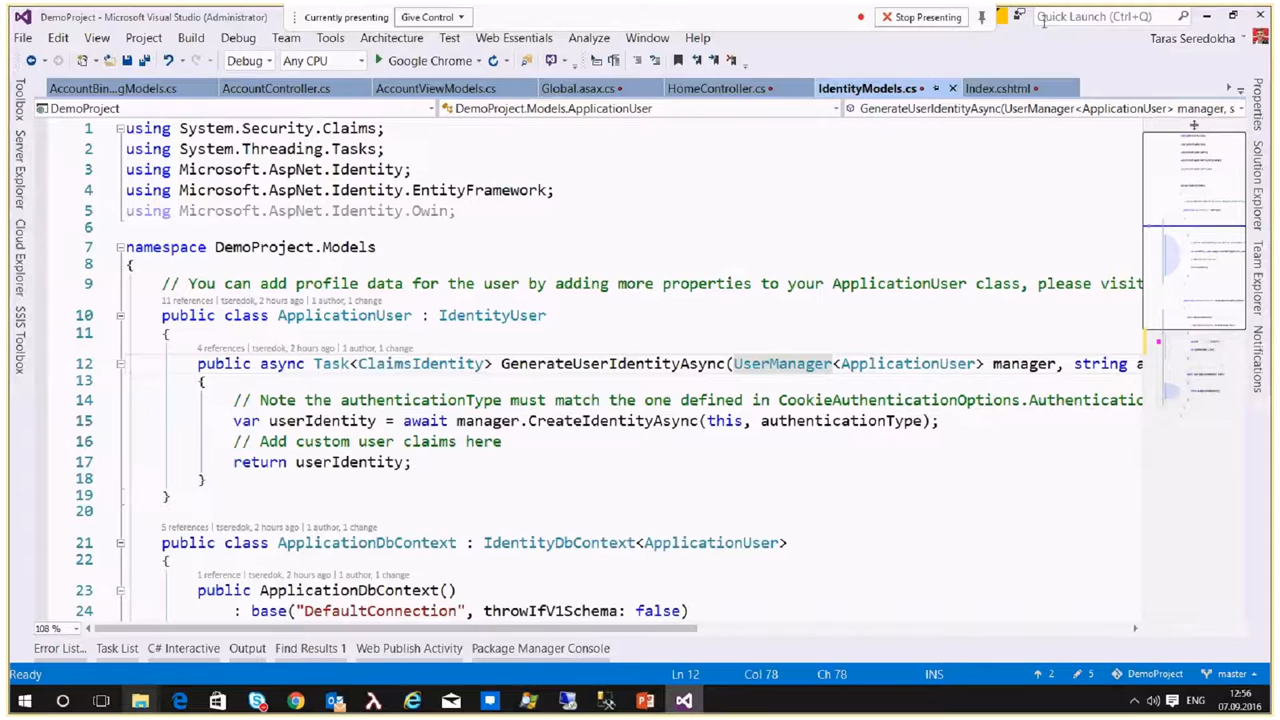 DemoProject - Microsoft Visual Studio (Administrator)
Currently presenting
Give Control
Stop Presenting
Quick Launch (Ctrl+Q)
File Edit View Project Build Debug Team Tools Architecture Test Web Essentials Analyze Window Help
Taras Seredokha
Debug Any CPU Google Chrome
AccountBin...gModels.cs AccountController.cs AccountViewModels.cs Global.asax.cs HomeController.cs IdentityModels.cs Index.cshtml
DemoProject DemoProject.Models.ApplicationUser GenerateUserIdentityAsync(UserManager<ApplicationUser> manager, s
1 using System.Security.Claims;
2 using System.Threading.Tasks;
3 using Microsoft.AspNet.Identity;
4 using Microsoft.AspNet.Identity.EntityFramework;
5 using Microsoft.AspNet.Identity.Owin;
6
7 namespace DemoProject.Models
8 {
9 // You can add profile data for the user by adding more properties to your ApplicationUser class, please visit
11 references | tseredok, 2 hours ago | 1 author, 1 change
10 public class ApplicationUser : IdentityUser
11 {
4 references | tseredok, 2 hours ago | 1 author, 1 change
12 public async Task<ClaimsIdentity> GenerateUserIdentityAsync(UserManager<ApplicationUser> manager, string a
13 {
14 // Note the authenticationType must match the one defined in CookieAuthenticationOptions.Authenticatio
15 var userIdentity = await manager.CreateIdentityAsync(this, authenticationType);
16 // Add custom user claims here
17 return userIdentity;
18 }
19 }
20
5 references | tseredok, 2 hours ago | 1 author, 1 change
21 public class ApplicationDbContext : IdentityDbContext<ApplicationUser>
22 {
1 reference | tseredok, 2 hours ago | 1 author, 1 change
23 public ApplicationDbContext()
24 : base("DefaultConnection", throwIfV1Schema: false)
108 %
Toolbox
Server Explorer
Cloud Explorer
SSIS Toolbox
Properties
Solution Explorer
Team Explorer
Notifications
Error List... Task List C# Interactive Output Find Results 1 Web Publish Activity Package Manager Console
Ready Ln 12 Col 78 Ch 78 INS 2 5 DemoProject master
ENG
12:56
07.09.2016